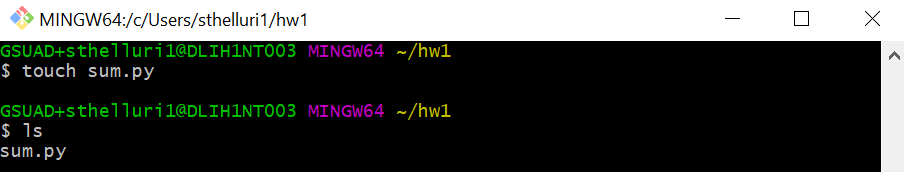 MINGW64:/c/Users/sthelluri1/hw1
GSUAD+sthelluri1@DLIH1NT003 MINGW64 ~/hw1
$ touch sum.py
GSUAD+sthelluri1@DLIH1NT003 MINGW64 ~/hw1
$ ls
sum.py